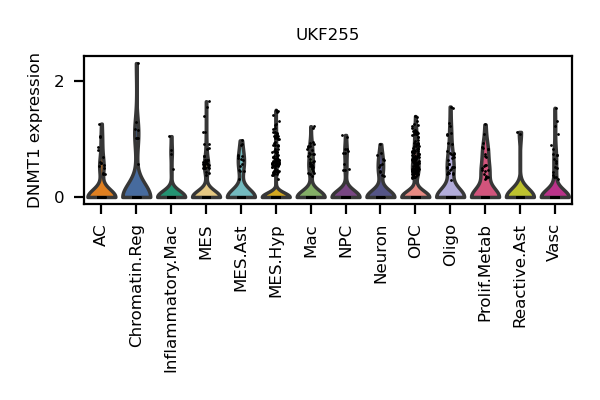 UKF255
DNMT1 expression
2
0
AC
Chromatin.Reg
Inflammatory.Mac
MES
MES.Ast
MES.Hyp
Mac
NPC
Neuron
OPC
Oligo
Prolif.Metab
Reactive.Ast
Vasc